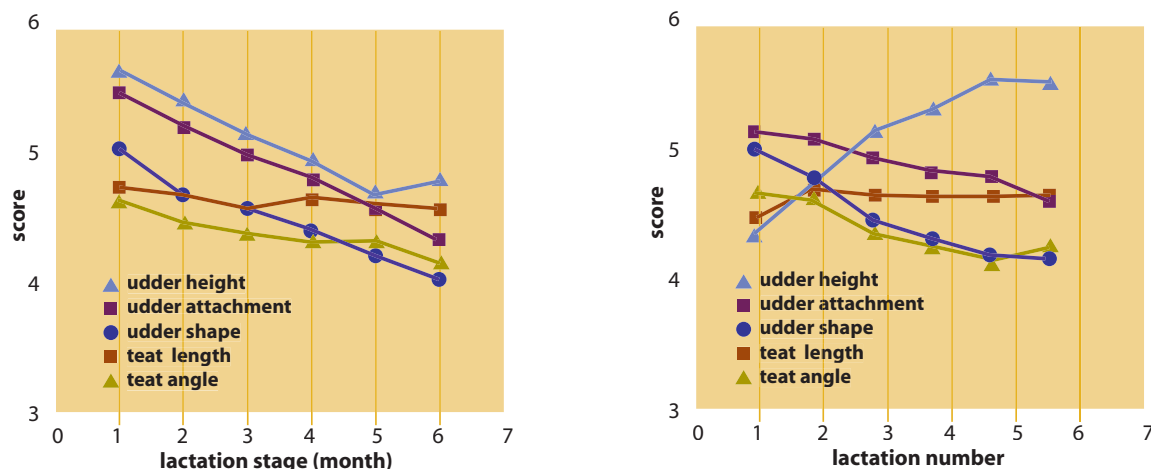 6
5
4
3
score
0 1 2 3 4 5 6 7
lactation stage (month)
udder height
udder attachment
udder shape
teat length
teat angle
6
5
4
3
score
0 1 2 3 4 5 6 7
lactation number
udder height
udder attachment
udder shape
teat length
teat angle